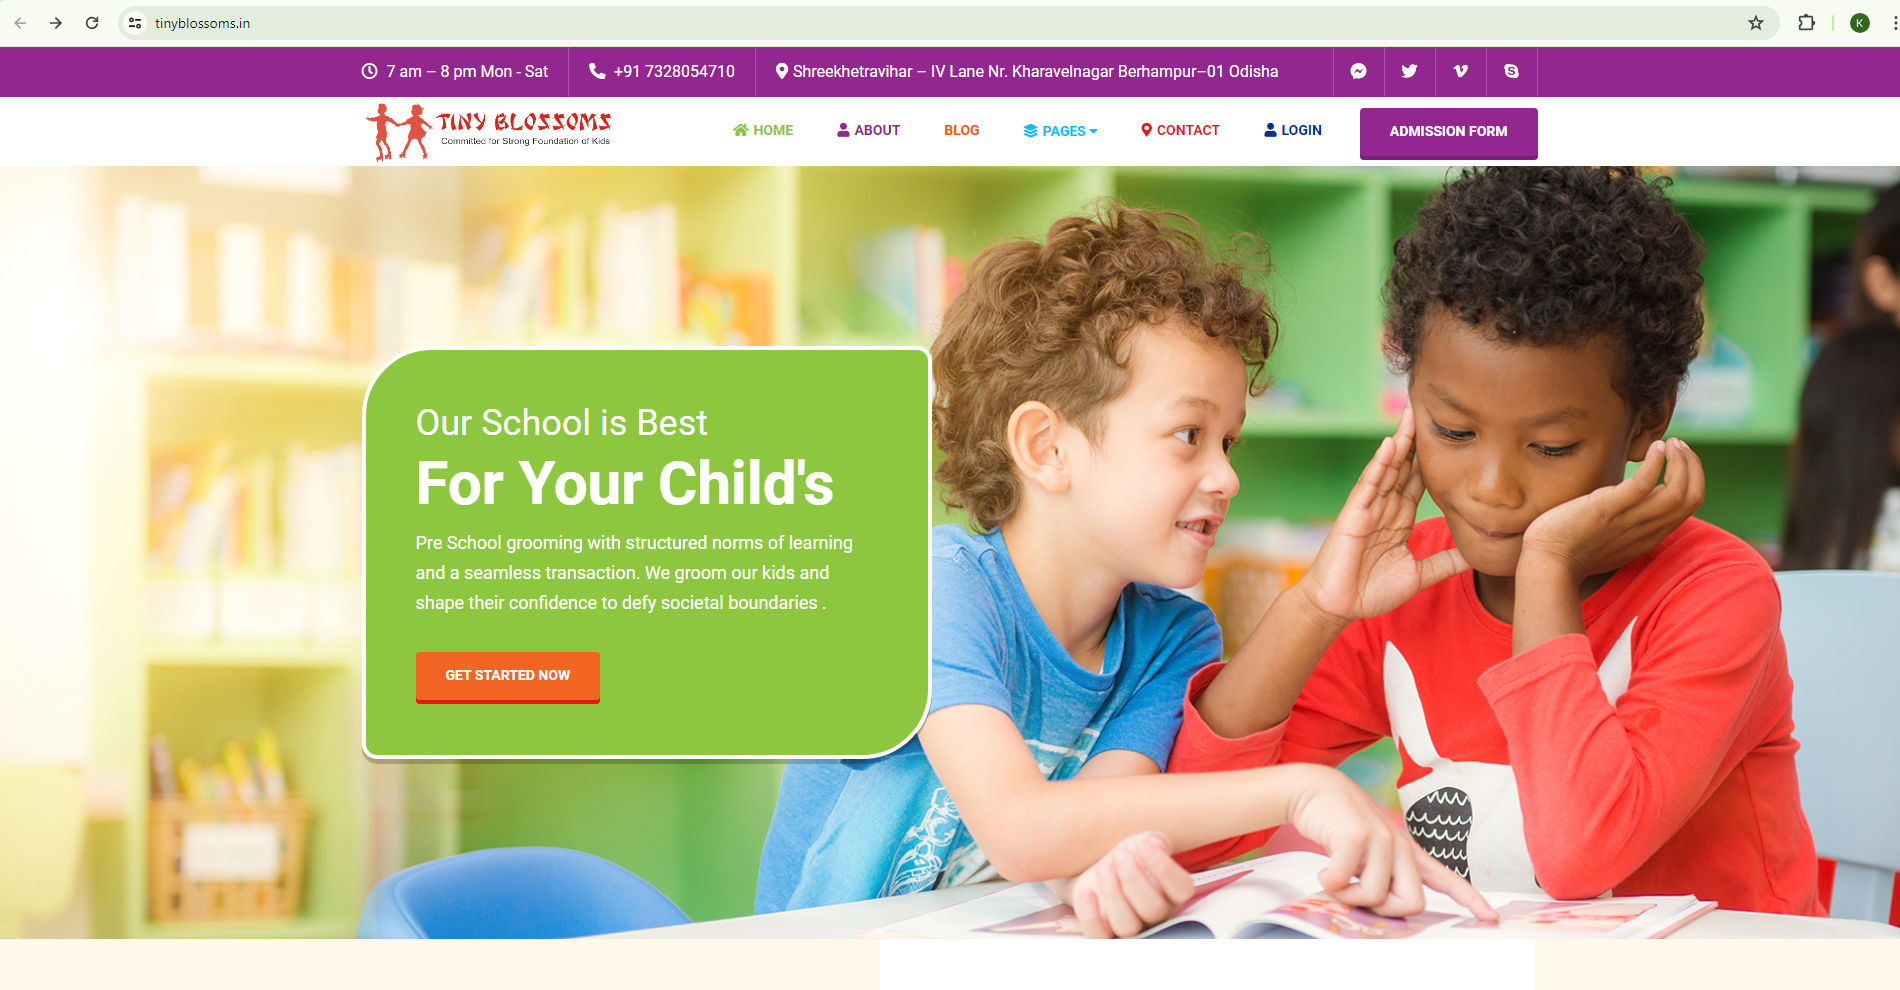 tinyblossoms.in
K
7 am – 8 pm Mon - Sat
+91 7328054710
Shreekhetravihar – IV Lane Nr. Kharavelnagar Berhampur–01 Odisha
TINY BLOSSOMS
Committed for Strong Foundation of Kids
HOME
ABOUT
BLOG
PAGES
CONTACT
LOGIN
ADMISSION FORM
Our School is Best
For Your Child's
Pre School grooming with structured norms of learning
and a seamless transaction. We groom our kids and
shape their confidence to defy societal boundaries .
GET STARTED NOW